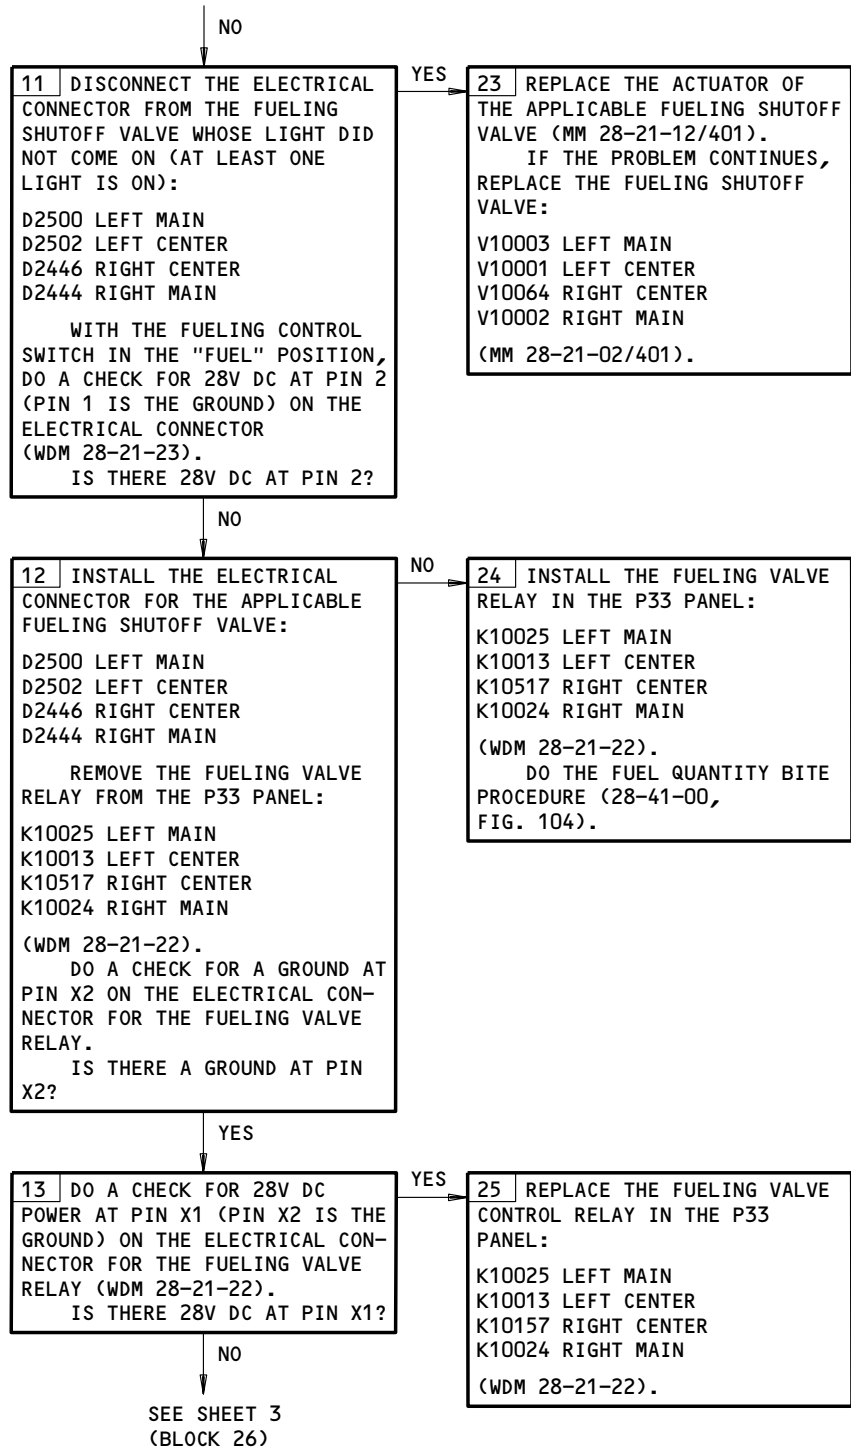 NO
11 DISCONNECT THE ELECTRICAL
CONNECTOR FROM THE FUELING
SHUTOFF VALVE WHOSE LIGHT DID
NOT COME ON (AT LEAST ONE
LIGHT IS ON):
D2500 LEFT MAIN
D2502 LEFT CENTER
D2446 RIGHT CENTER
D2444 RIGHT MAIN
WITH THE FUELING CONTROL
SWITCH IN THE "FUEL" POSITION,
DO A CHECK FOR 28V DC AT PIN 2
(PIN 1 IS THE GROUND) ON THE
ELECTRICAL CONNECTOR
(WDM 28-21-23).
IS THERE 28V DC AT PIN 2?
YES
23 REPLACE THE ACTUATOR OF
THE APPLICABLE FUELING SHUTOFF
VALVE (MM 28-21-12/401).
IF THE PROBLEM CONTINUES,
REPLACE THE FUELING SHUTOFF
VALVE:
V10003 LEFT MAIN
V10001 LEFT CENTER
V10064 RIGHT CENTER
V10002 RIGHT MAIN
(MM 28-21-02/401).
NO
12 INSTALL THE ELECTRICAL
CONNECTOR FOR THE APPLICABLE
FUELING SHUTOFF VALVE:
D2500 LEFT MAIN
D2502 LEFT CENTER
D2446 RIGHT CENTER
D2444 RIGHT MAIN
REMOVE THE FUELING VALVE
RELAY FROM THE P33 PANEL:
K10025 LEFT MAIN
K10013 LEFT CENTER
K10517 RIGHT CENTER
K10024 RIGHT MAIN
(WDM 28-21-22).
DO A CHECK FOR A GROUND AT
PIN X2 ON THE ELECTRICAL CON-
NECTOR FOR THE FUELING VALVE
RELAY.
IS THERE A GROUND AT PIN
X2?
NO
24 INSTALL THE FUELING VALVE
RELAY IN THE P33 PANEL:
K10025 LEFT MAIN
K10013 LEFT CENTER
K10517 RIGHT CENTER
K10024 RIGHT MAIN
(WDM 28-21-22).
DO THE FUEL QUANTITY BITE
PROCEDURE (28-41-00,
FIG. 104).
YES
13 DO A CHECK FOR 28V DC
POWER AT PIN X1 (PIN X2 IS THE
GROUND) ON THE ELECTRICAL CON-
NECTOR FOR THE FUELING VALVE
RELAY (WDM 28-21-22).
IS THERE 28V DC AT PIN X1?
YES
25 REPLACE THE FUELING VALVE
CONTROL RELAY IN THE P33
PANEL:
K10025 LEFT MAIN
K10013 LEFT CENTER
K10157 RIGHT CENTER
K10024 RIGHT MAIN
(WDM 28-21-22).
NO
SEE SHEET 3
(BLOCK 26)